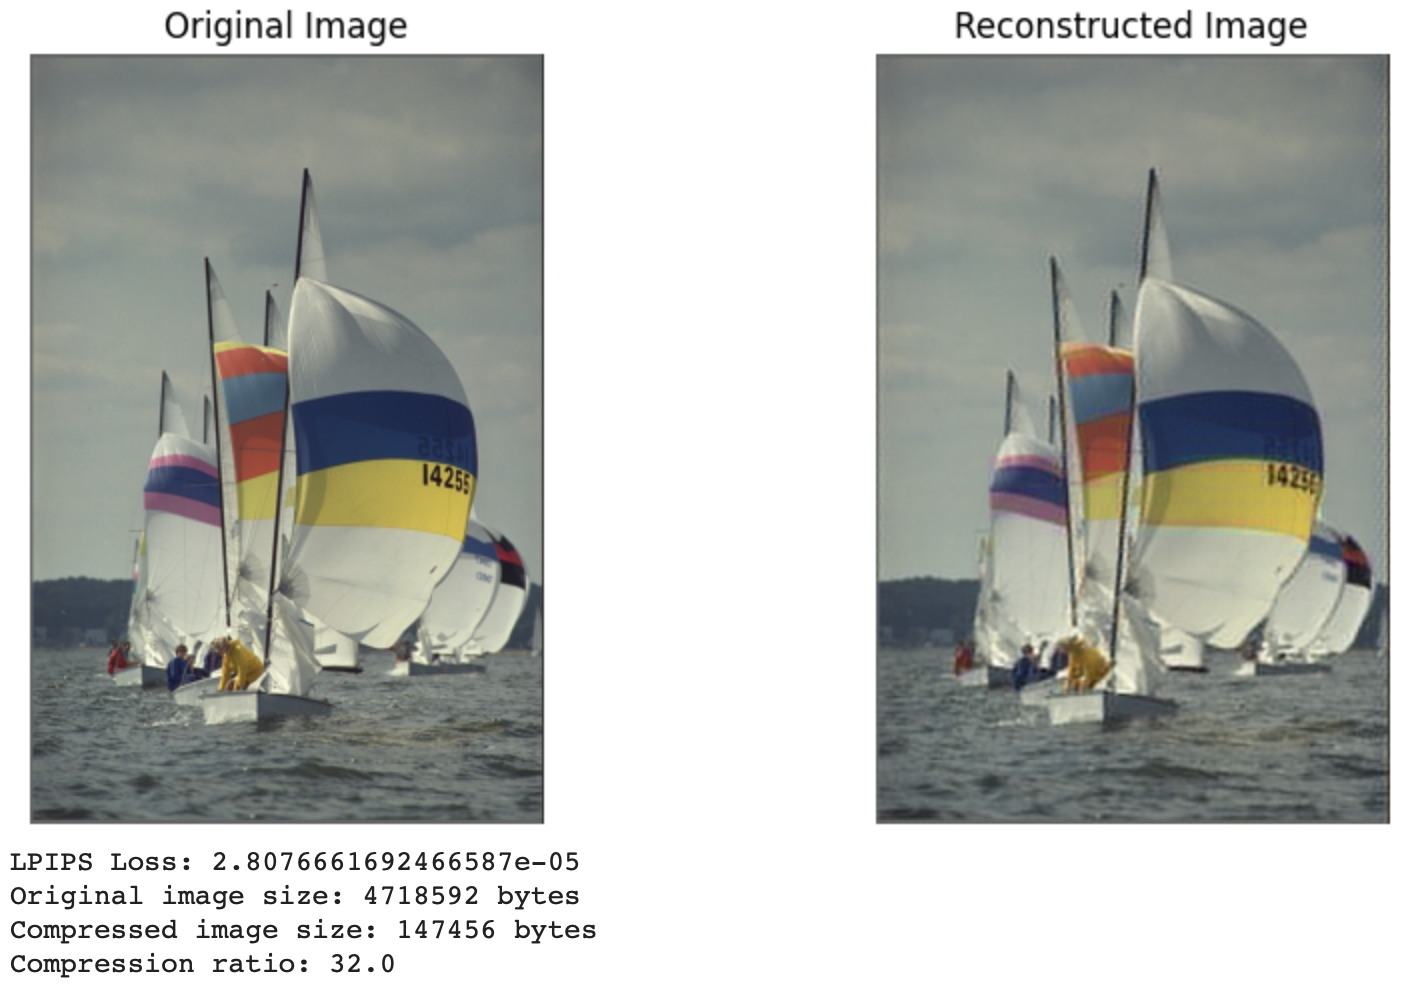 Original Image
Reconstructed Image
14255
LPIPS Loss: 2.8076661692466587e-05
Original image size: 4718592 bytes
Compressed image size: 147456 bytes
Compression ratio: 32.0